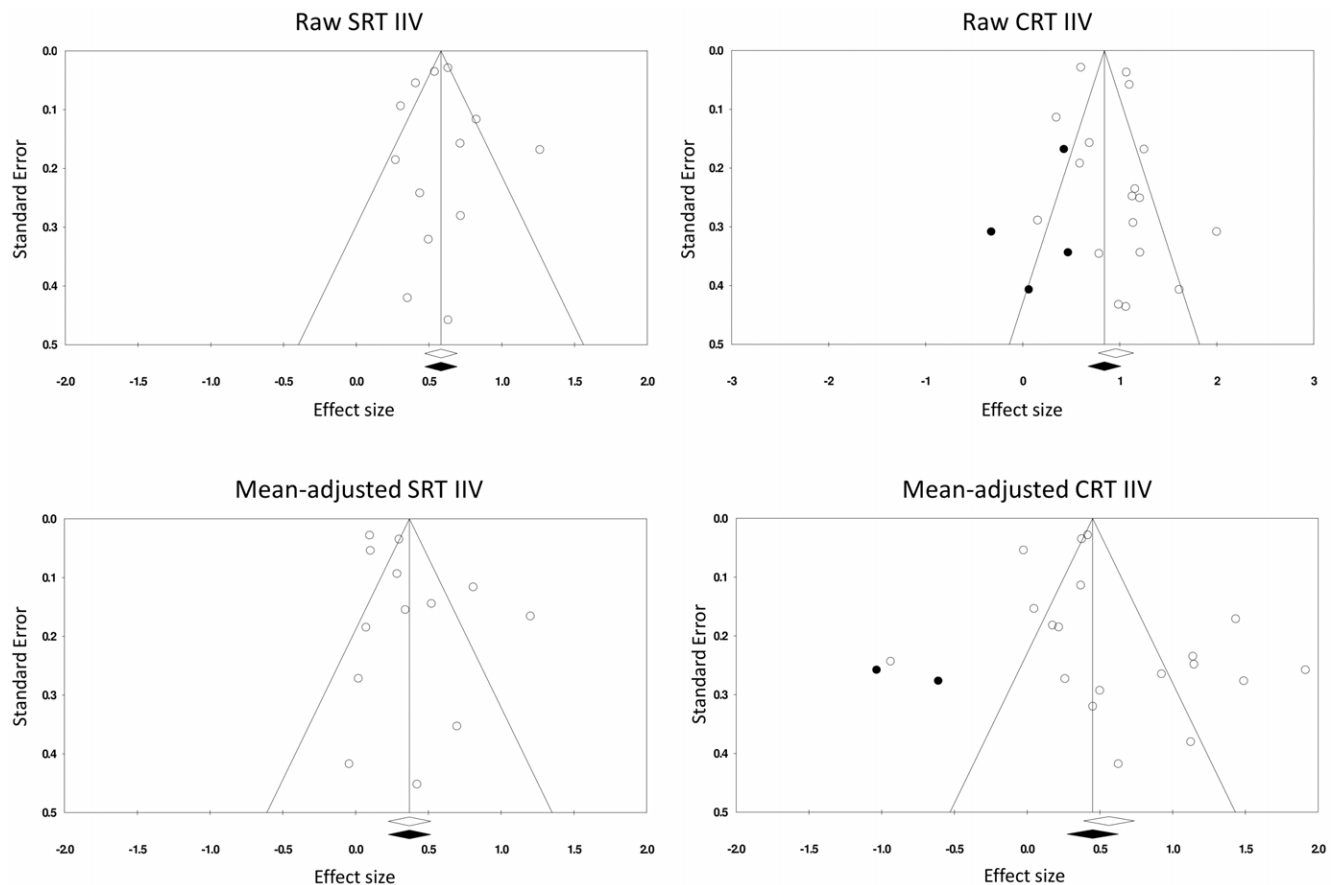 Raw SRT IIV
0.0
0.1
0.2
0.3
0.4
0.5
Standard Error
-2.0 -1.5 -1.0 -0.5 0.0 0.5 1.0 1.5 2.0
Effect size
Raw CRT IIV
0.0
0.1
0.2
0.3
0.4
0.5
Standard Error
-3 -2 -1 0 1 2 3
Effect size
Mean-adjusted SRT IIV
0.0
0.1
0.2
0.3
0.4
0.5
Standard Error
-2.0 -1.5 -1.0 -0.5 0.0 0.5 1.0 1.5 2.0
Effect size
Mean-adjusted CRT IIV
0.0
0.1
0.2
0.3
0.4
0.5
Standard Error
-2.0 -1.5 -1.0 -0.5 0.0 0.5 1.0 1.5 2.0
Effect size